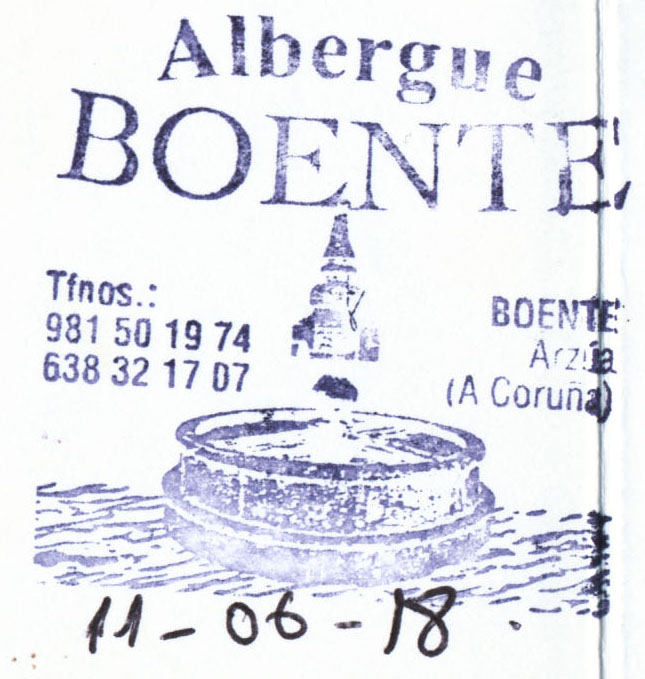 Albergue
BOENTE
Tfnos.:
981 50 19 74
638 32 17 07
BOENTE
Arzúa
(A Coruña)
11-06-18.